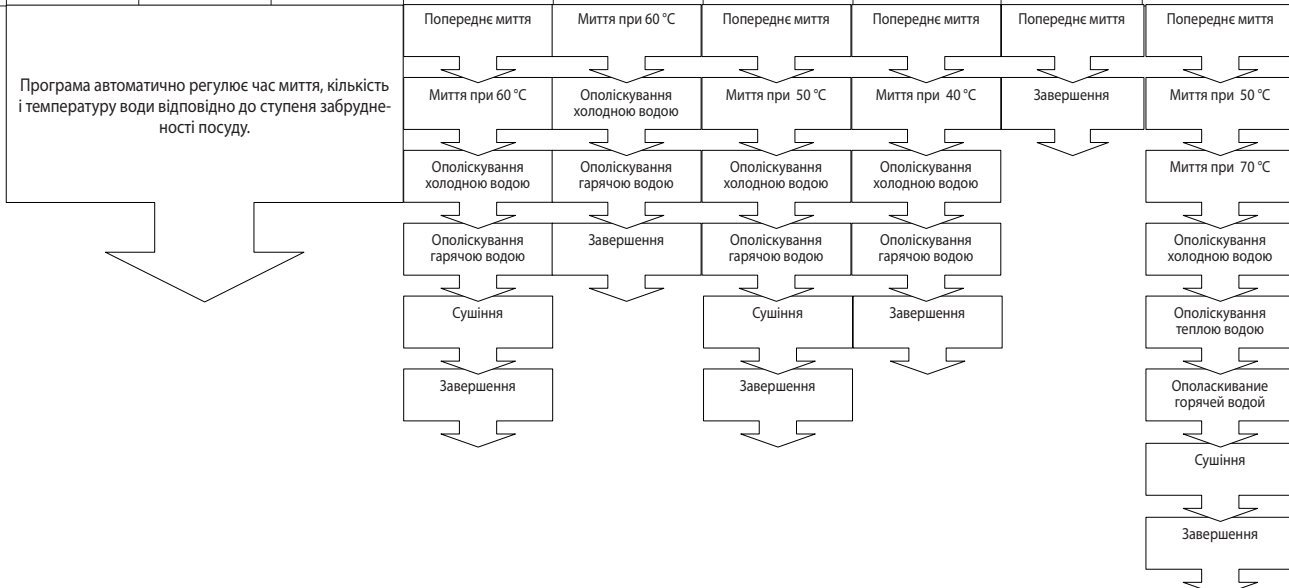 Програма автоматично регулює час миття, кількість
і температуру води відповідно до ступеня забрудне-
ності посуду.
Попереднє миття
Миття при 60 °C
Ополіскування
холодною водою
Ополіскування
гарячою водою
Сушіння
Завершення
Миття при 60 °C
Ополіскування
холодною водою
Ополіскування
гарячою водою
Завершення
Попереднє миття
Миття при 50 °C
Ополіскування
холодною водою
Ополіскування
гарячою водою
Сушіння
Завершення
Попереднє миття
Миття при 40 °C
Ополіскування
холодною водою
Ополіскування
гарячою водою
Завершення
Попереднє миття
Завершення
Попереднє миття
Миття при 50 °C
Миття при 70 °C
Ополіскування
холодною водою
Ополіскування
теплою водою
Ополаскивание
горячей водой
Сушіння
Завершення